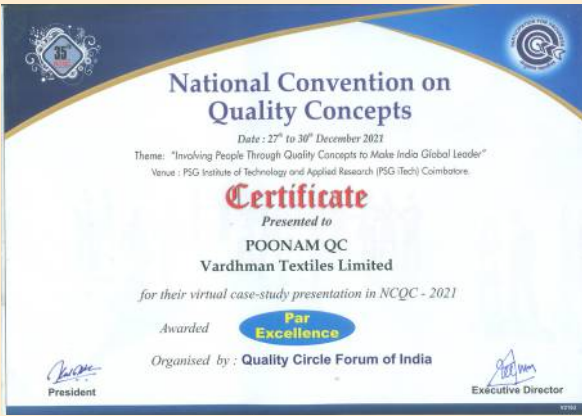 35th
National Convention on
Quality Concepts
Date : 27th to 30th December 2021
Theme: "Involving People Through Quality Concepts to Make India Global Leader"
Venue : PSG Institute of Technology and Applied Research (PSG iTech) Coimbatore.
Certificate
Presented to
POONAM QC
Vardhman Textiles Limited
for their virtual case-study presentation in NCQC - 2021
Awarded
Par
Excellence
Organised by : Quality Circle Forum of India
President
Executive Director